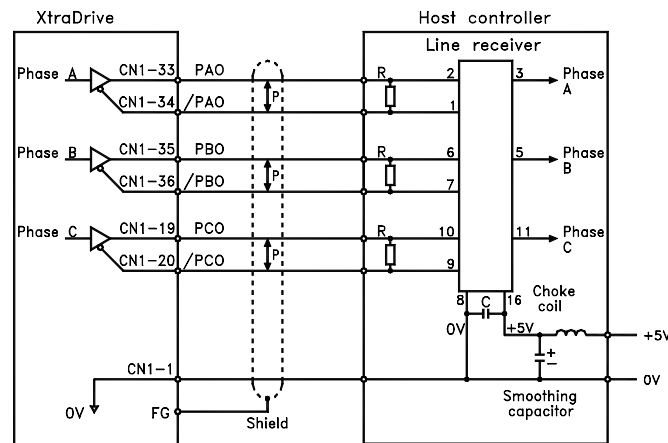 XtraDrive
Host controller
Line receiver
Phase A
CN1-33
PAO
P
R
2
3
Phase A
CN1-34
/PAO
1
Phase B
CN1-35
PBO
P
R
6
5
Phase B
CN1-36
/PBO
7
Phase C
CN1-19
PCO
P
R
10
11
Phase C
CN1-20
/PCO
9
8
C
16
Choke coil
0V
+5V
+5V
+
−
CN1-1
0V
0V
FG
Shield
Smoothing capacitor